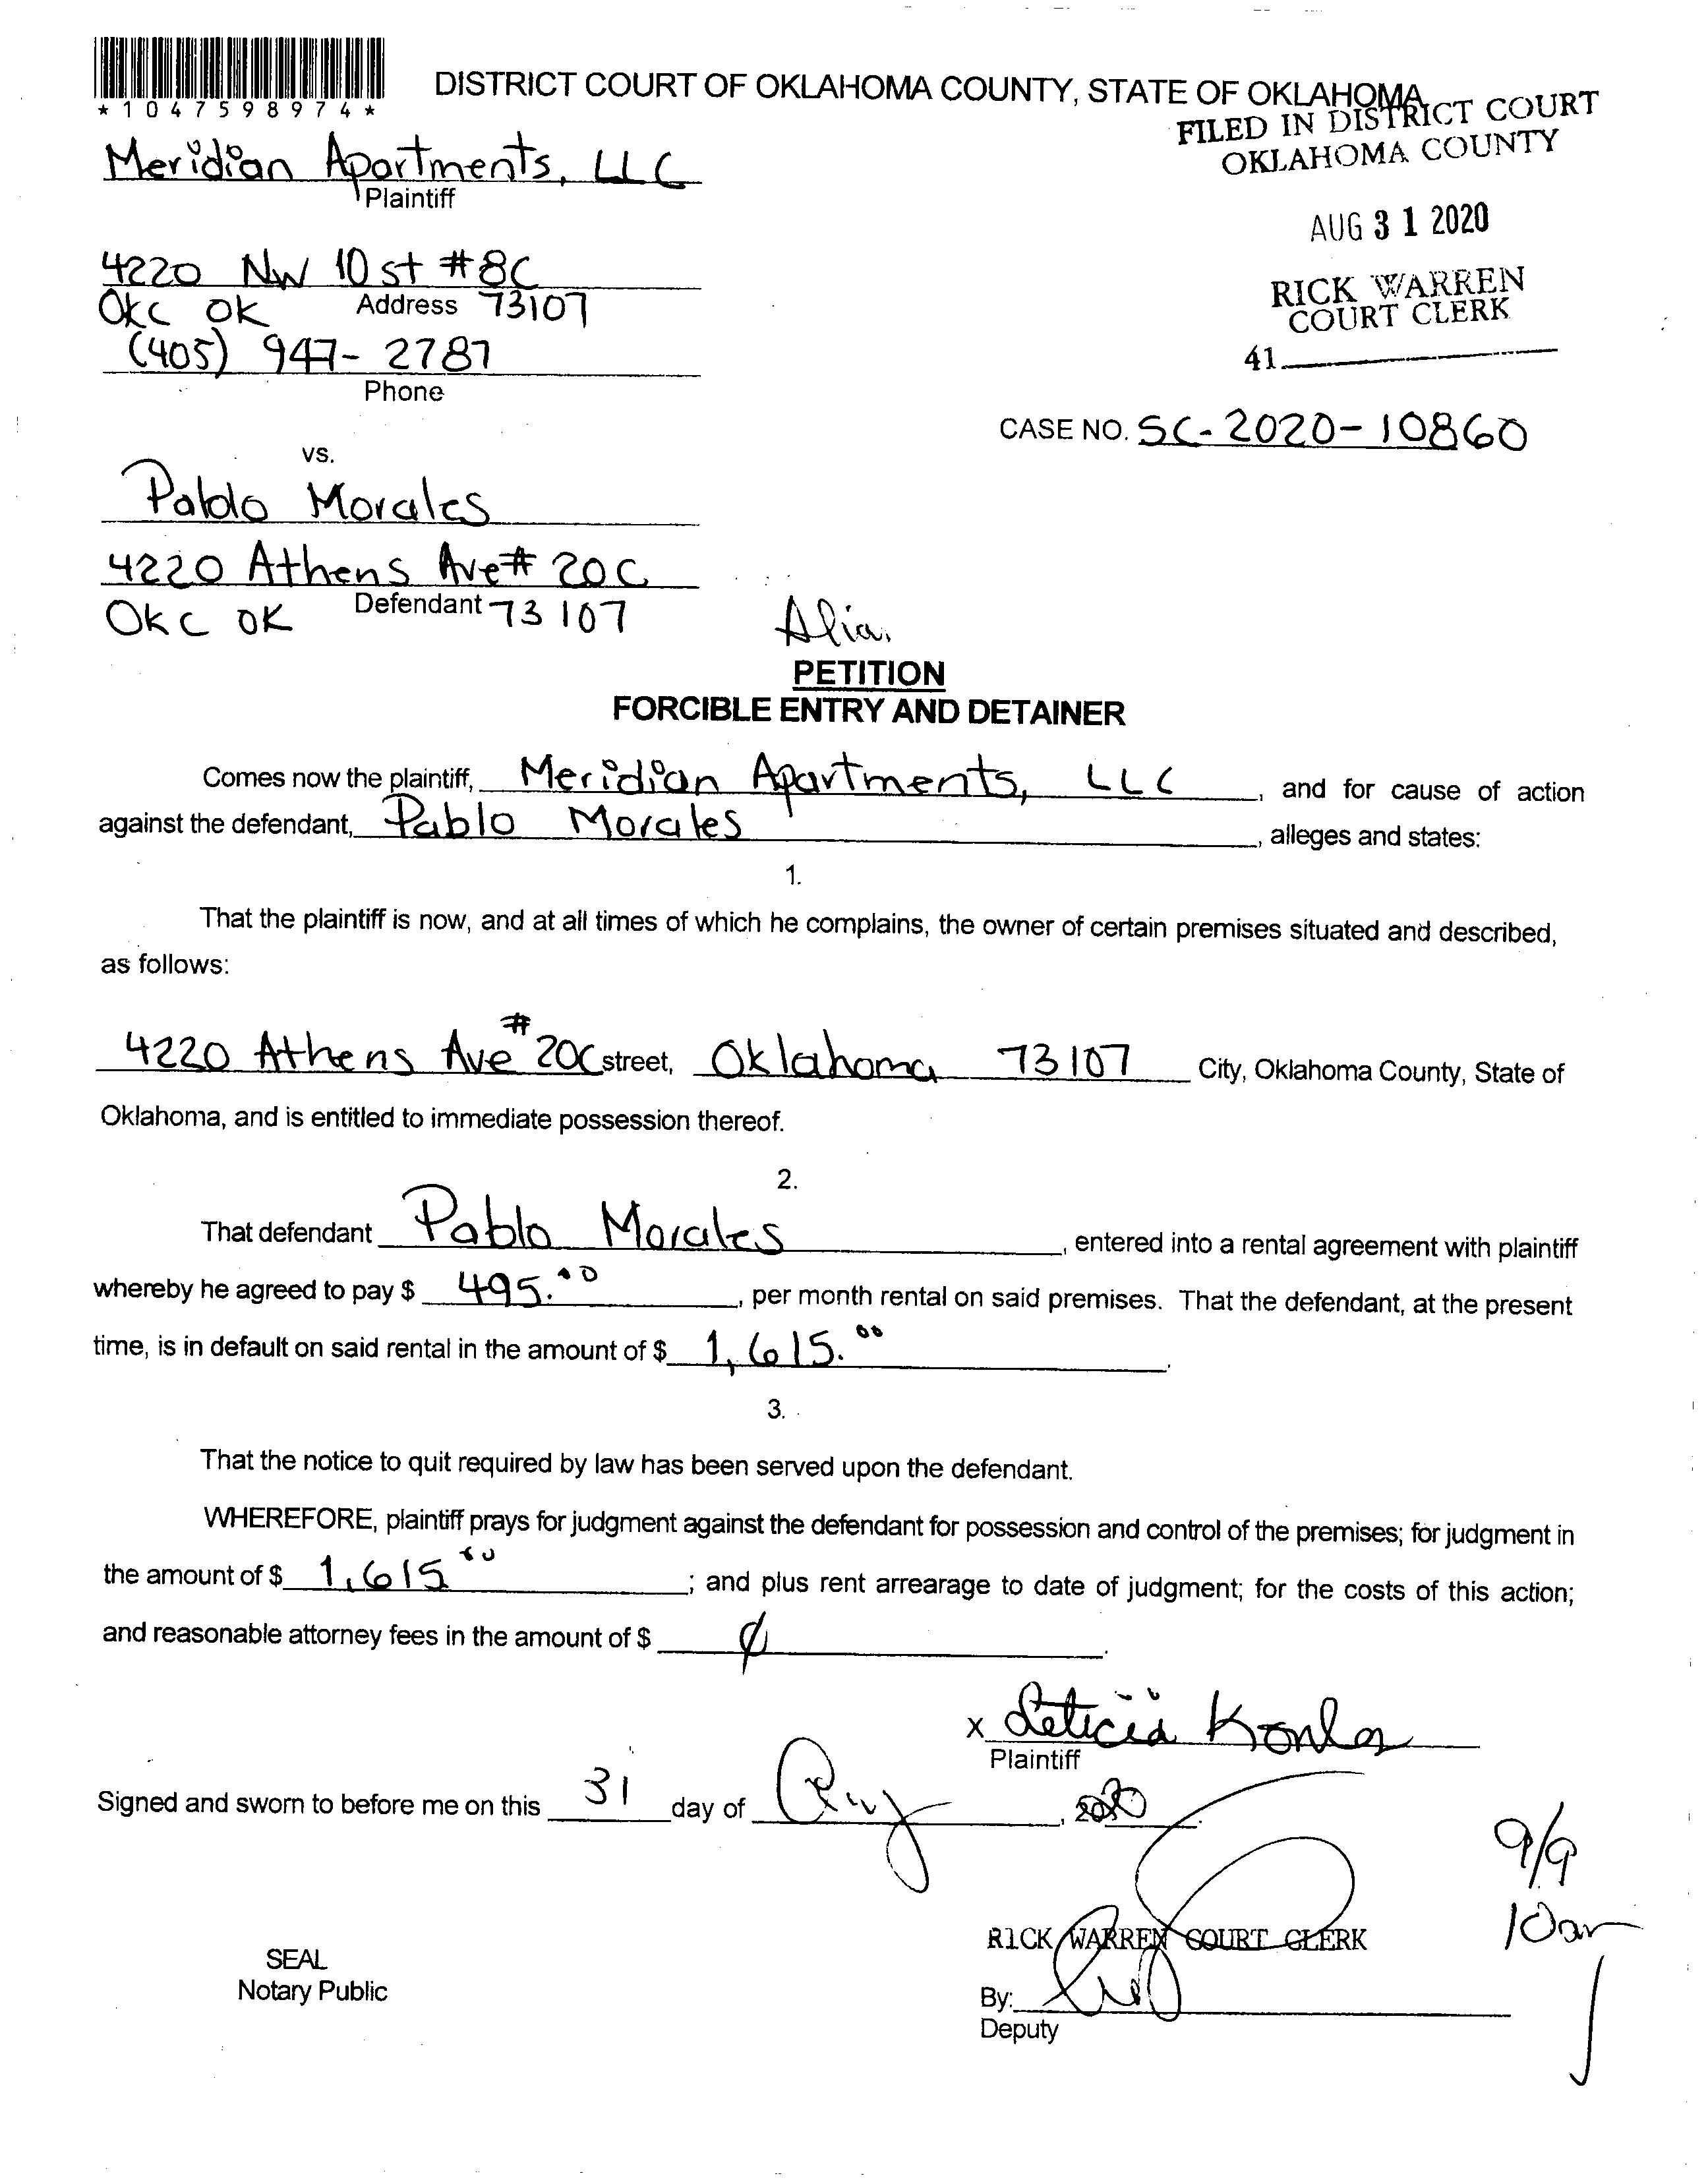 *1047598974*
DISTRICT COURT OF OKLAHOMA COUNTY, STATE OF OKLAHOMA
FILED IN DISTRICT COURT
OKLAHOMA COUNTY
Meridian Apartments, LLC
Plaintiff
AUG 31 2020
4220 NW 10 st #8C
Okc OK Address 73107
RICK WARREN
COURT CLERK
(405) 947-2787
41
Phone
CASE NO. SC-2020-10860
vs.
Pablo Morales
4220 Athens Ave # 20C
Okc OK Defendant 73107
PETITION
FORCIBLE ENTRY AND DETAINER
Comes now the plaintiff, Meridian Apartments, LLC, and for cause of action
against the defendant, Pablo Morales, alleges and states:
1.
That the plaintiff is now, and at all times of which he complains, the owner of certain premises situated and described,
as follows:
4220 Athens Ave #20C street, Oklahoma 73107 City, Oklahoma County, State of
Oklahoma, and is entitled to immediate possession thereof.
2.
That defendant Pablo Morales, entered into a rental agreement with plaintiff
whereby he agreed to pay $ 495.00, per month rental on said premises. That the defendant, at the present
time, is in default on said rental in the amount of $ 1,615.00.
3.
That the notice to quit required by law has been served upon the defendant.
WHEREFORE, plaintiff prays for judgment against the defendant for possession and control of the premises; for judgment in
the amount of $ 1,615.00; and plus rent arrearage to date of judgment; for the costs of this action;
and reasonable attorney fees in the amount of $ ∅.
x Leticia
Plaintiff
Signed and sworn to before me on this 31 day of Aug, 2020.
9/9
10am
RICK WARREN COURT CLERK
SEAL
Notary Public
By:
Deputy